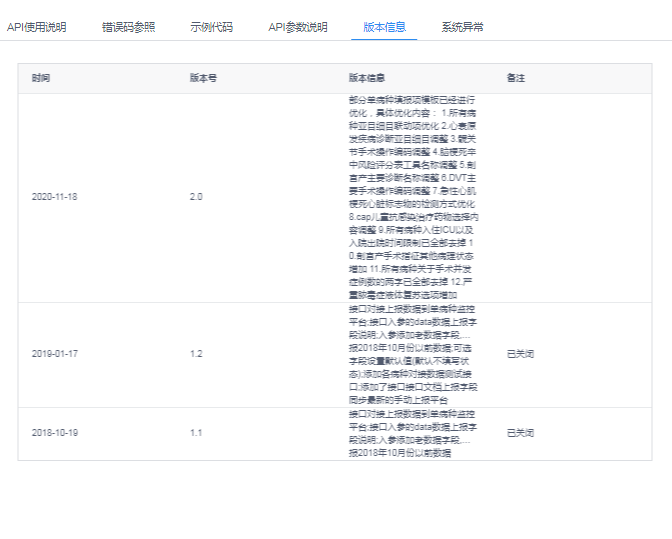 API使用说明 错误码参照 示例代码 API参数说明 版本信息 系统异常
时间 版本号 版本信息 备注
2020-11-18 2.0
部分单病种填报项模板已经进行
优化，具体优化内容： 1.所有病
种亚目细目联动项优化 2.心衰原
发疾病诊断亚目细目调整 3.髋关
节手术操作编码调整 4.脑梗死卒
中风险评分表工具名称调整 5.剖
宫产主要诊断名称调整 6.DVT主
要手术操作编码调整 7.急性心肌
梗死心脏标志物的检测方式优化
8.cap儿童抗感染治疗药物选择内
容调整 9.所有病种入住ICU以及
入院出院时间限制已全部去掉 1
0.剖宫产手术指征其他病理状态
增加 11.所有病种关于手术并发
症例数的两字已全部去掉 12.严
重脓毒症液体复苏选项增加
2019-01-17 1.2
接口对接上报数据到单病种监控
平台;接口入参的data数据上报字
段说明;入参添加老数据字段,...
报2018年10月份以前数据;可选
字段设置默认值(默认不填写状
态);添加各病种对接数据测试接
口;添加了接口接口文档上报字段
同步最新的手动上报平台
已关闭
2018-10-19 1.1
接口对接上报数据到单病种监控
平台;接口入参的data数据上报字
段说明;入参添加老数据字段,...
报2018年10月份以前数据
已关闭